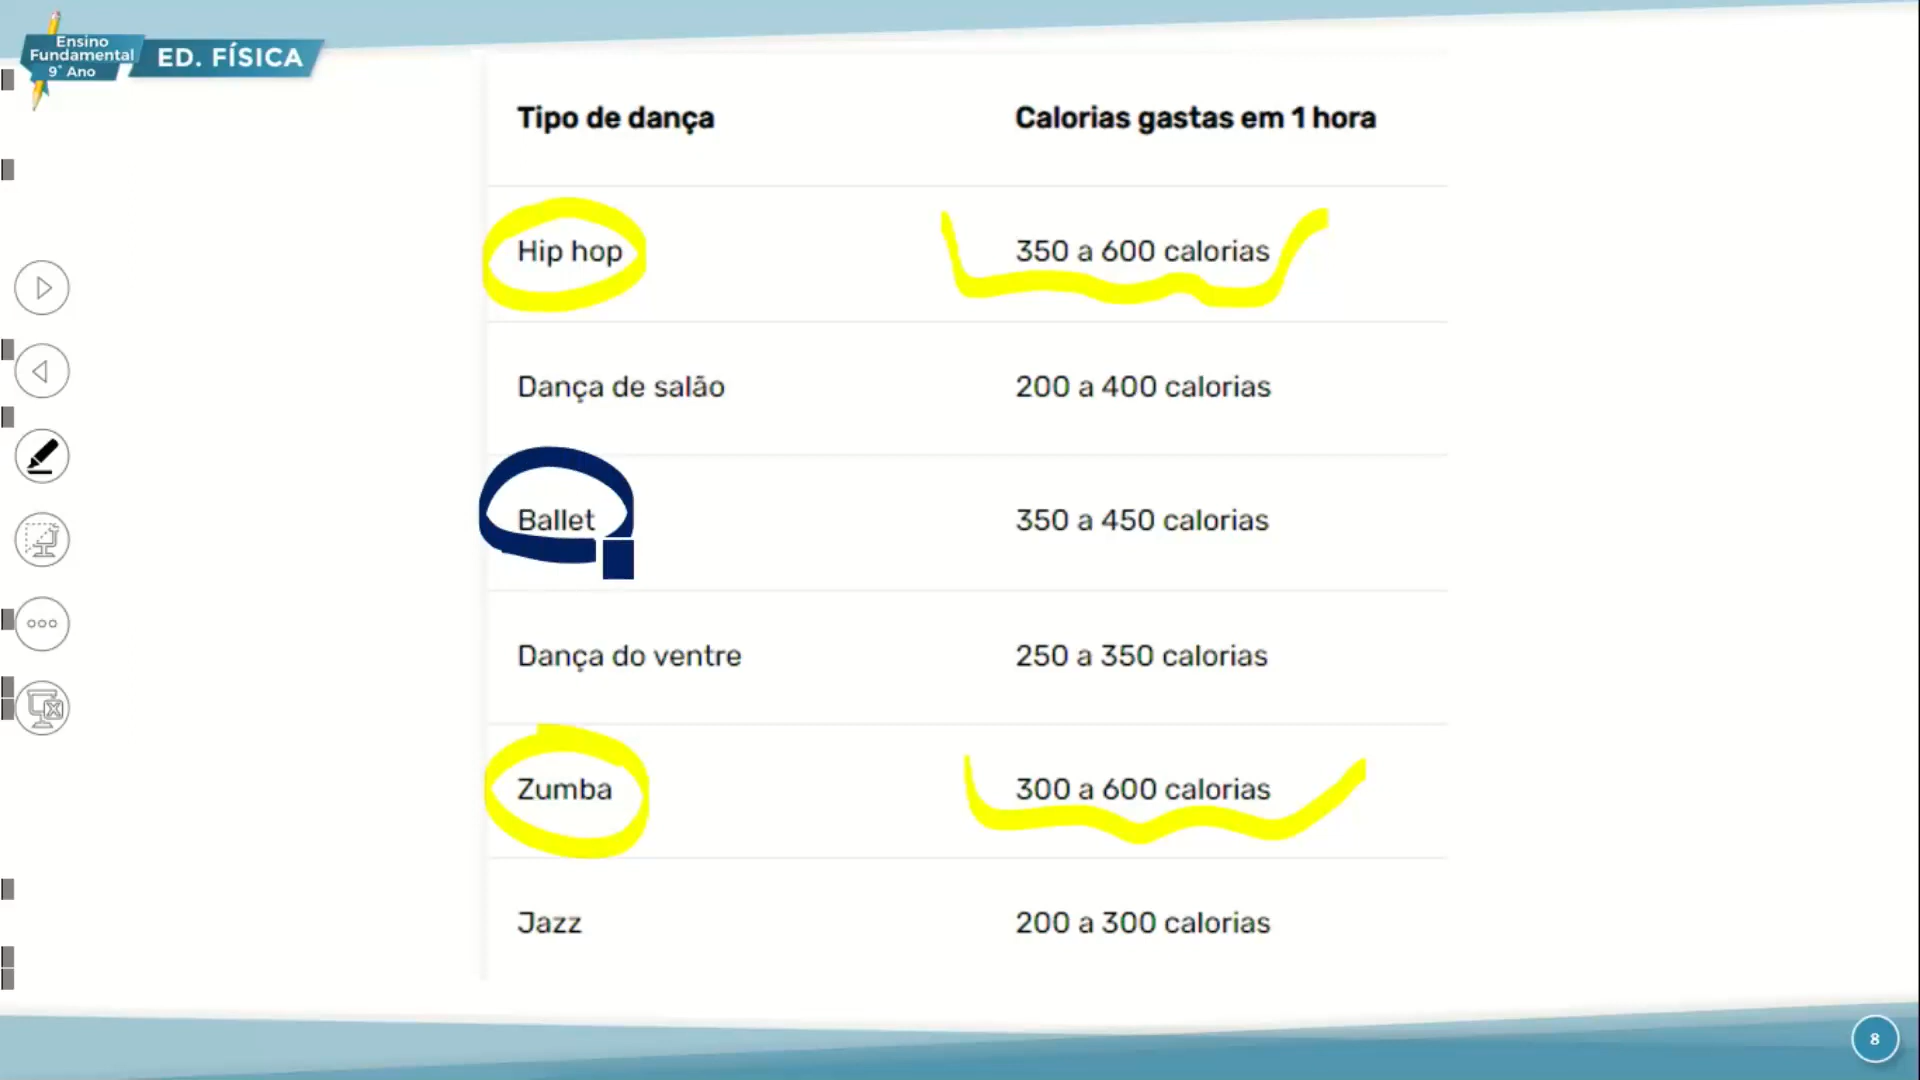 Ensino
Fundamental
9° Ano
ED. FÍSICA
Tipo de dança Calorias gastas em 1 hora
Hip hop 350 a 600 calorias
Dança de salão 200 a 400 calorias
Ballet 350 a 450 calorias
Dança do ventre 250 a 350 calorias
Zumba 300 a 600 calorias
Jazz 200 a 300 calorias
8